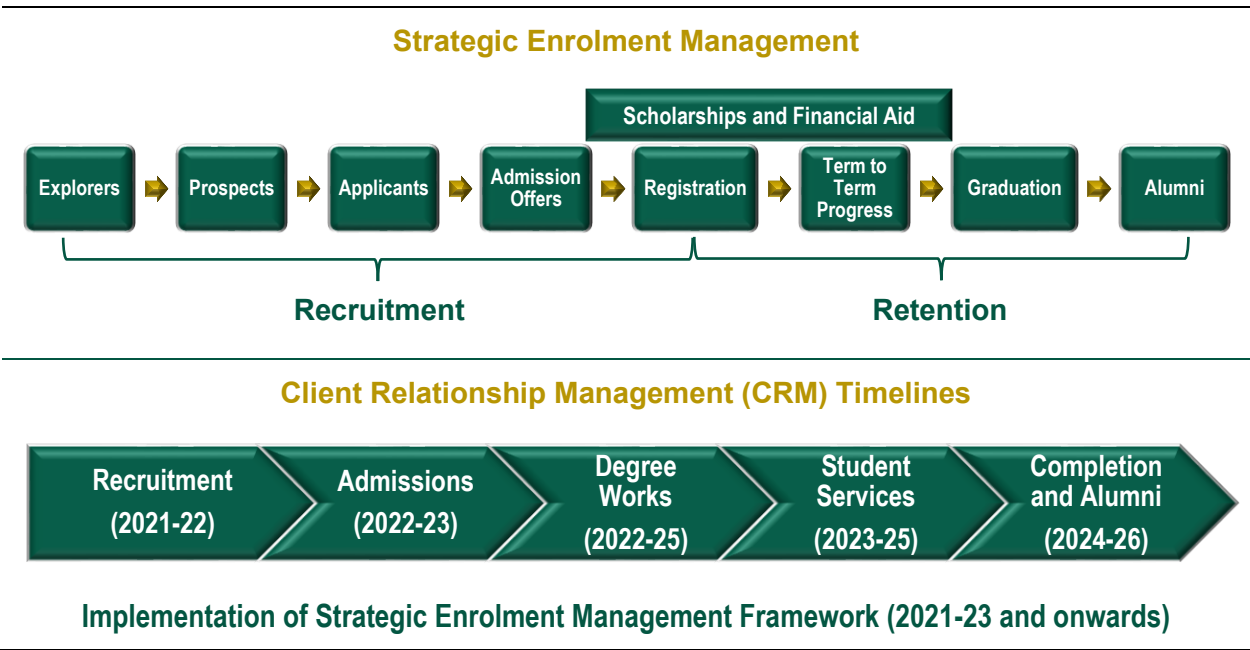 Strategic Enrolment Management
Scholarships and Financial Aid
Explorers
Prospects
Applicants
Admission
Offers
Registration
Term to
Term
Progress
Graduation
Alumni
Recruitment
Retention
Client Relationship Management (CRM) Timelines
Recruitment
(2021-22)
Admissions
(2022-23)
Degree
Works
(2022-25)
Student
Services
(2023-25)
Completion
and Alumni
(2024-26)
Implementation of Strategic Enrolment Management Framework (2021-23 and onwards)